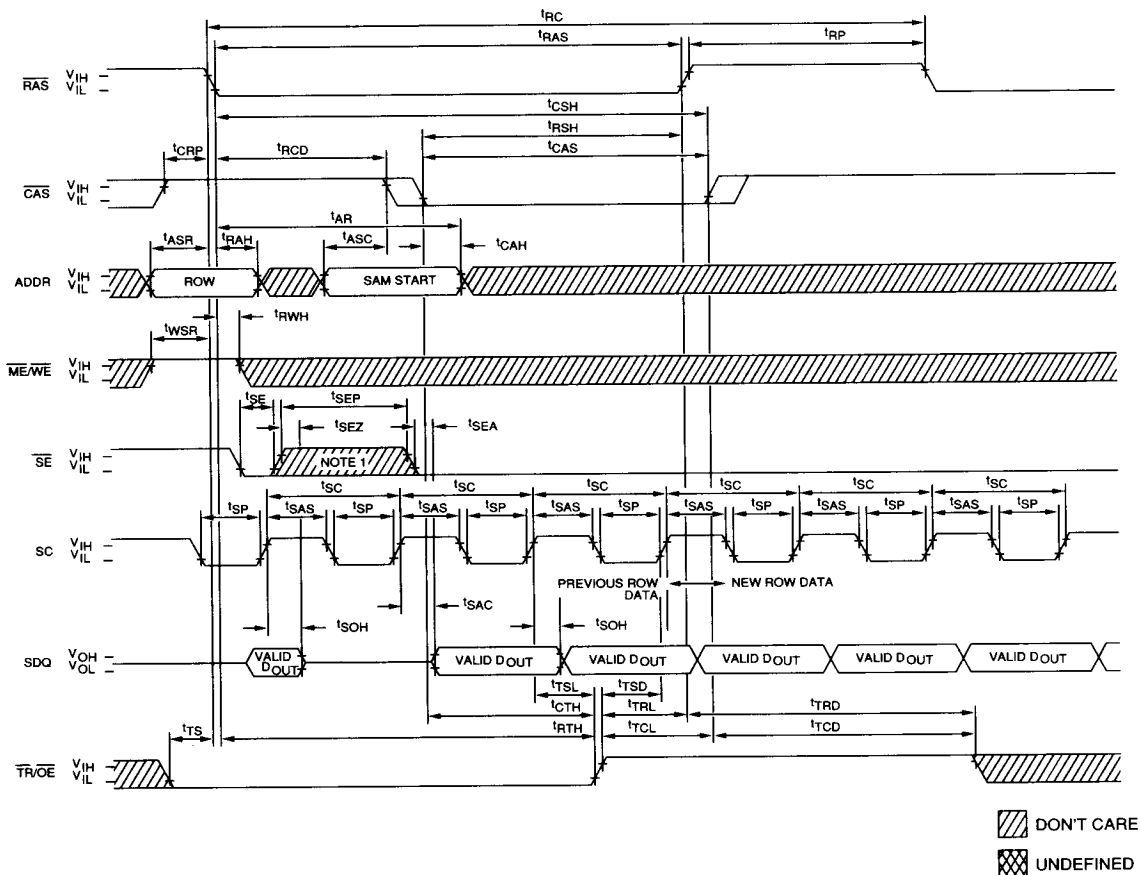 tRC
tRAS
tRP
RAS VIH VIL
tCSH
tRSH
tCRP tRCD tCAS
CAS VIH VIL
tAR
tASR tRAH tASC tCAH
ADDR VIH VIL ROW SAM START
tRWH
tWSR
ME/WE VIH VIL
tSE tSEP
tSEZ tSEA
SE VIH VIL NOTE 1
tSC tSC tSC tSC tSC tSC
tSP tSAS tSP tSAS tSP tSAS tSP tSAS tSP tSAS tSP tSAS tSP
SC VIH VIL
PREVIOUS ROW DATA NEW ROW DATA
tSAC
tSOH tSOH
SDQ VOH VOL VALID DOUT VALID DOUT VALID DOUT VALID DOUT VALID DOUT VALID DOUT
tTSL tTSD
tCTH tTRL tTRD
tTS tRTH tTCL tTCD
TR/OE VIH VIL
DON'T CARE
UNDEFINED